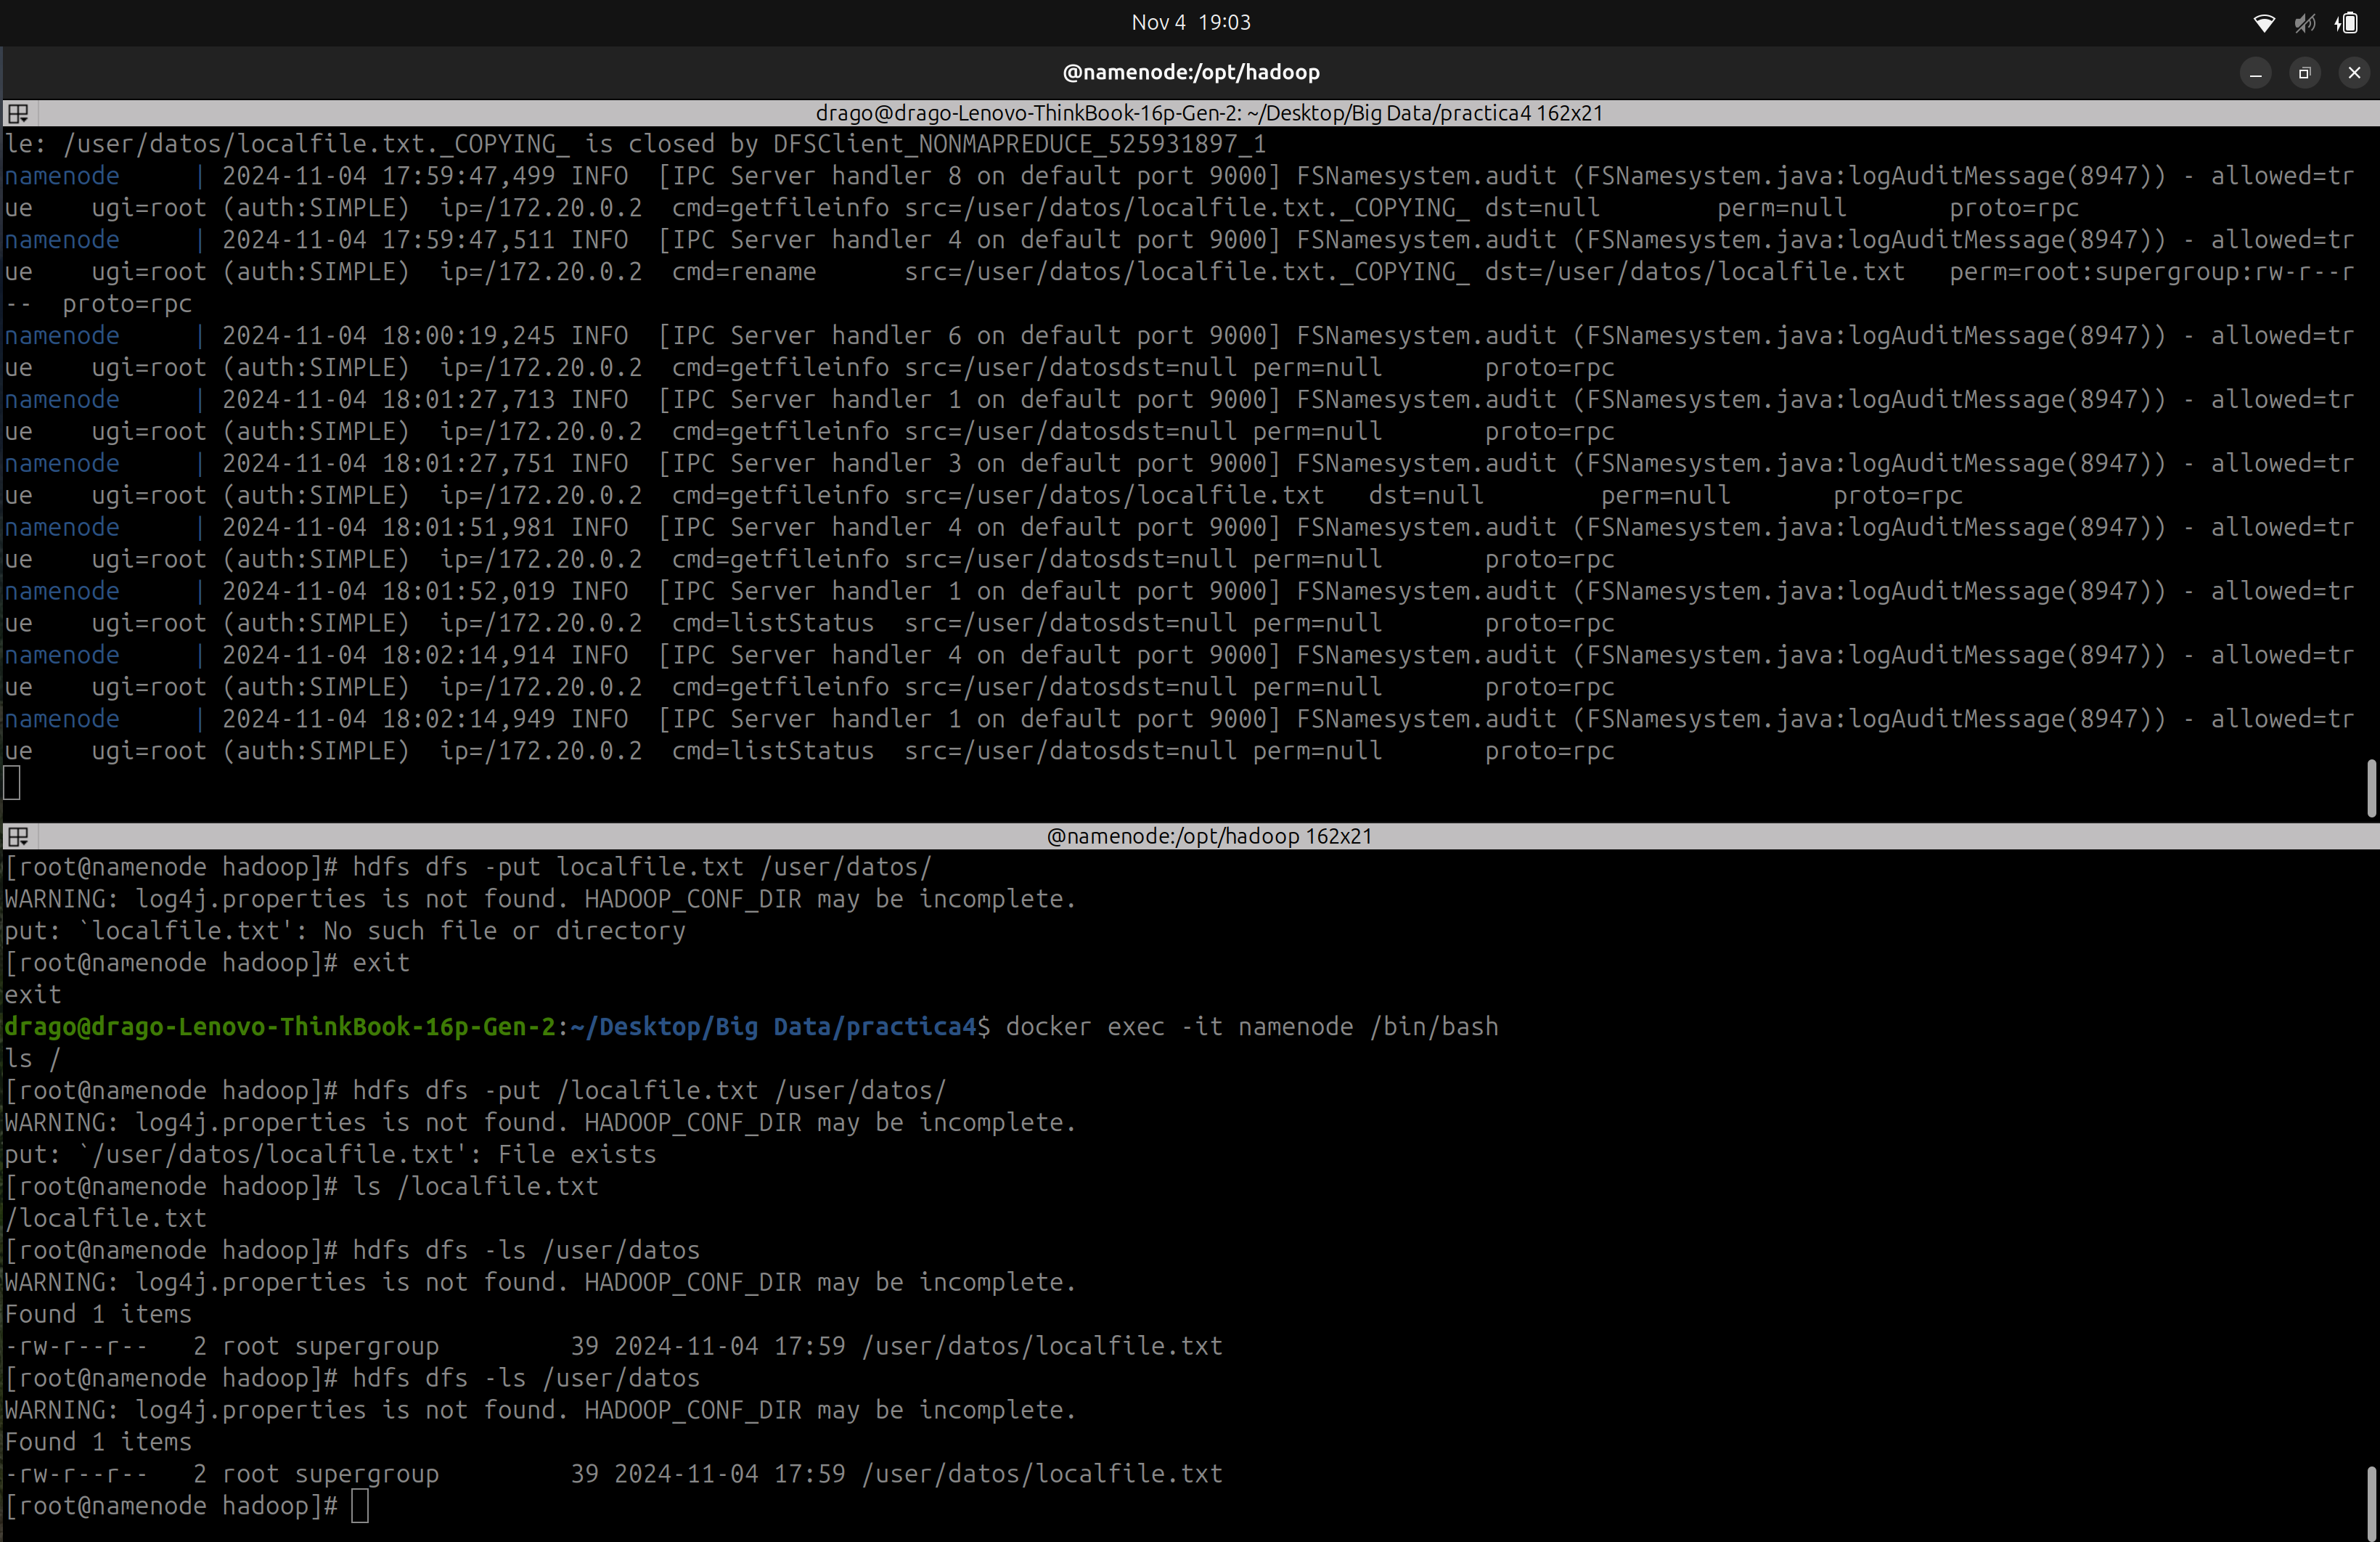 Nov 4 19:03
@namenode:/opt/hadoop
drago@drago-Lenovo-ThinkBook-16p-Gen-2: ~/Desktop/Big Data/practica4 162x21
le: /user/datos/localfile.txt._COPYING_ is closed by DFSClient_NONMAPREDUCE_525931897_1
namenode     | 2024-11-04 17:59:47,499 INFO  [IPC Server handler 8 on default port 9000] FSNamesystem.audit (FSNamesystem.java:logAuditMessage(8947)) - allowed=tr
ue    ugi=root (auth:SIMPLE)  ip=/172.20.0.2  cmd=getfileinfo src=/user/datos/localfile.txt._COPYING_ dst=null        perm=null       proto=rpc
namenode     | 2024-11-04 17:59:47,511 INFO  [IPC Server handler 4 on default port 9000] FSNamesystem.audit (FSNamesystem.java:logAuditMessage(8947)) - allowed=tr
ue    ugi=root (auth:SIMPLE)  ip=/172.20.0.2  cmd=rename      src=/user/datos/localfile.txt._COPYING_ dst=/user/datos/localfile.txt   perm=root:supergroup:rw-r--r
--  proto=rpc
namenode     | 2024-11-04 18:00:19,245 INFO  [IPC Server handler 6 on default port 9000] FSNamesystem.audit (FSNamesystem.java:logAuditMessage(8947)) - allowed=tr
ue    ugi=root (auth:SIMPLE)  ip=/172.20.0.2  cmd=getfileinfo src=/user/datosdst=null perm=null       proto=rpc
namenode     | 2024-11-04 18:01:27,713 INFO  [IPC Server handler 1 on default port 9000] FSNamesystem.audit (FSNamesystem.java:logAuditMessage(8947)) - allowed=tr
ue    ugi=root (auth:SIMPLE)  ip=/172.20.0.2  cmd=getfileinfo src=/user/datosdst=null perm=null       proto=rpc
namenode     | 2024-11-04 18:01:27,751 INFO  [IPC Server handler 3 on default port 9000] FSNamesystem.audit (FSNamesystem.java:logAuditMessage(8947)) - allowed=tr
ue    ugi=root (auth:SIMPLE)  ip=/172.20.0.2  cmd=getfileinfo src=/user/datos/localfile.txt   dst=null        perm=null       proto=rpc
namenode     | 2024-11-04 18:01:51,981 INFO  [IPC Server handler 4 on default port 9000] FSNamesystem.audit (FSNamesystem.java:logAuditMessage(8947)) - allowed=tr
ue    ugi=root (auth:SIMPLE)  ip=/172.20.0.2  cmd=getfileinfo src=/user/datosdst=null perm=null       proto=rpc
namenode     | 2024-11-04 18:01:52,019 INFO  [IPC Server handler 1 on default port 9000] FSNamesystem.audit (FSNamesystem.java:logAuditMessage(8947)) - allowed=tr
ue    ugi=root (auth:SIMPLE)  ip=/172.20.0.2  cmd=listStatus  src=/user/datosdst=null perm=null       proto=rpc
namenode     | 2024-11-04 18:02:14,914 INFO  [IPC Server handler 4 on default port 9000] FSNamesystem.audit (FSNamesystem.java:logAuditMessage(8947)) - allowed=tr
ue    ugi=root (auth:SIMPLE)  ip=/172.20.0.2  cmd=getfileinfo src=/user/datosdst=null perm=null       proto=rpc
namenode     | 2024-11-04 18:02:14,949 INFO  [IPC Server handler 1 on default port 9000] FSNamesystem.audit (FSNamesystem.java:logAuditMessage(8947)) - allowed=tr
ue    ugi=root (auth:SIMPLE)  ip=/172.20.0.2  cmd=listStatus  src=/user/datosdst=null perm=null       proto=rpc
@namenode:/opt/hadoop 162x21
[root@namenode hadoop]# hdfs dfs -put localfile.txt /user/datos/
WARNING: log4j.properties is not found. HADOOP_CONF_DIR may be incomplete.
put: `localfile.txt': No such file or directory
[root@namenode hadoop]# exit
exit
drago@drago-Lenovo-ThinkBook-16p-Gen-2:~/Desktop/Big Data/practica4$ docker exec -it namenode /bin/bash
ls /
[root@namenode hadoop]# hdfs dfs -put /localfile.txt /user/datos/
WARNING: log4j.properties is not found. HADOOP_CONF_DIR may be incomplete.
put: `/user/datos/localfile.txt': File exists
[root@namenode hadoop]# ls /localfile.txt
/localfile.txt
[root@namenode hadoop]# hdfs dfs -ls /user/datos
WARNING: log4j.properties is not found. HADOOP_CONF_DIR may be incomplete.
Found 1 items
-rw-r--r--   2 root supergroup         39 2024-11-04 17:59 /user/datos/localfile.txt
[root@namenode hadoop]# hdfs dfs -ls /user/datos
WARNING: log4j.properties is not found. HADOOP_CONF_DIR may be incomplete.
Found 1 items
-rw-r--r--   2 root supergroup         39 2024-11-04 17:59 /user/datos/localfile.txt
[root@namenode hadoop]#